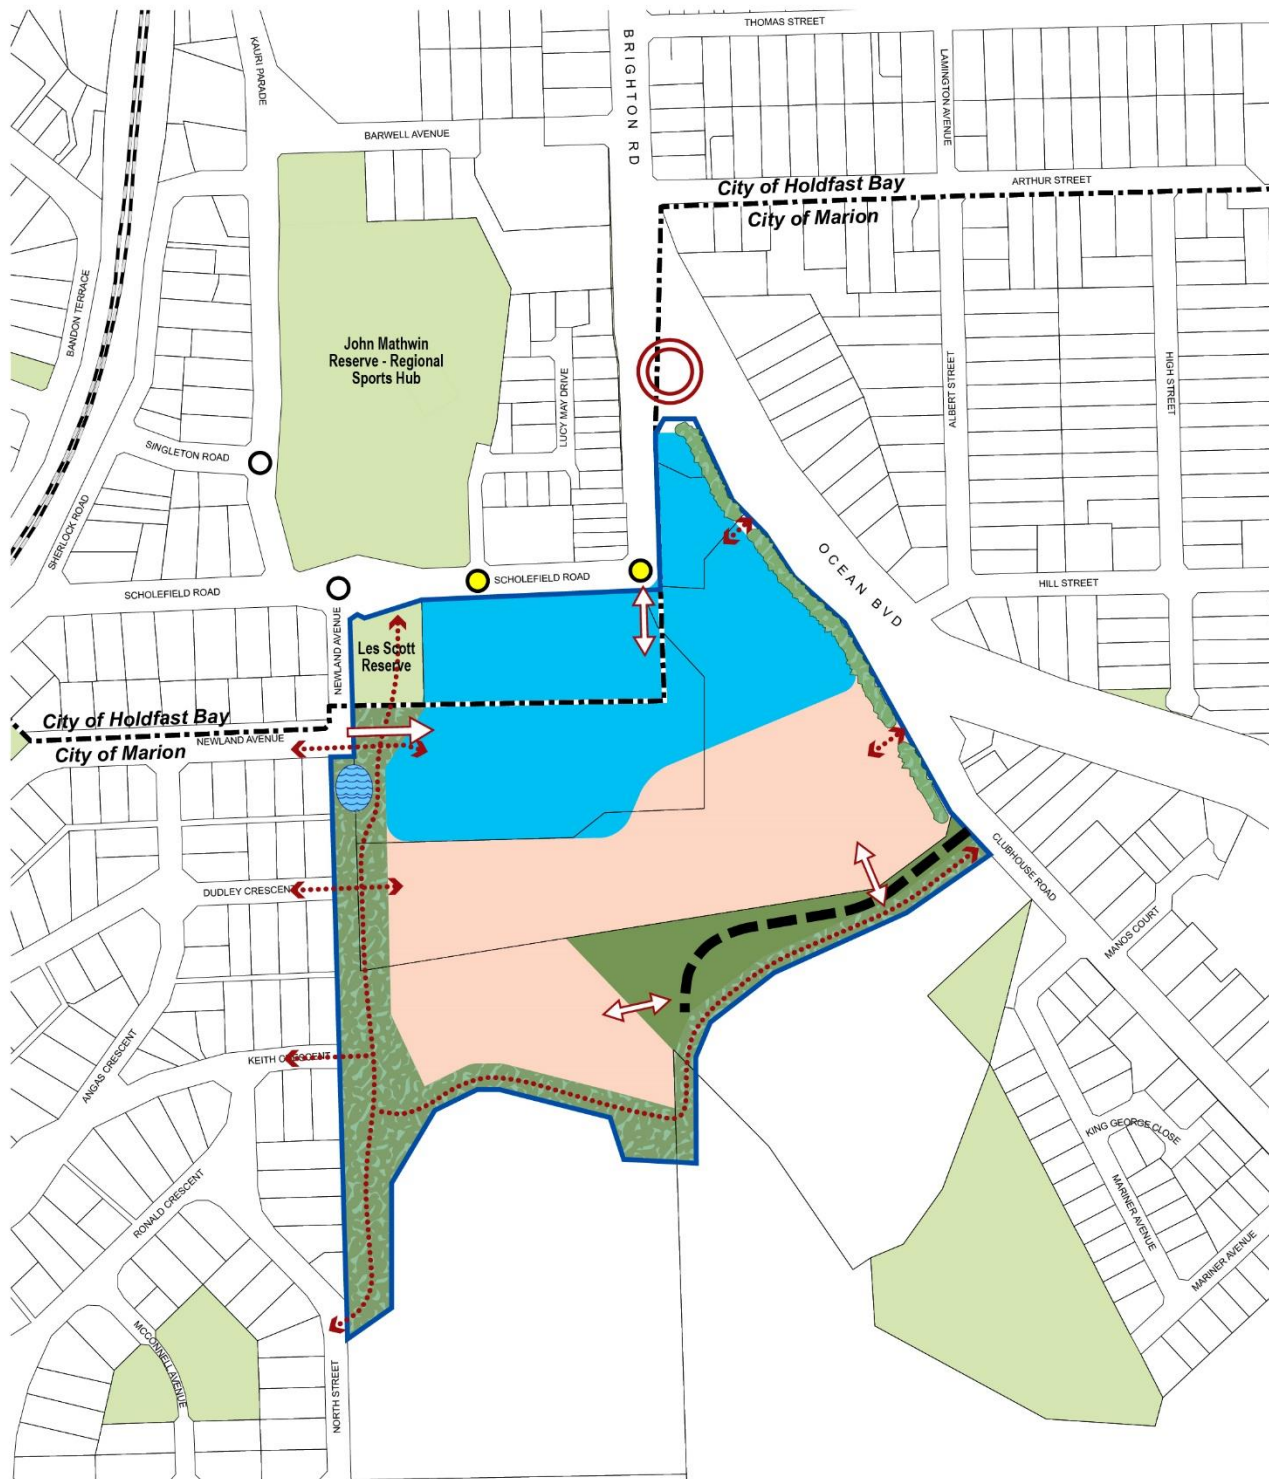 THOMAS STREET
KAURI PARADE
BRIGHTON RD
LAMINGTON AVENUE
BARWELL AVENUE
City of Holdfast Bay
ARTHUR STREET
City of Marion
BANDON TERRACE
John Mathwin
Reserve - Regional
Sports Hub
LUCY MAY DRIVE
ALBERT STREET
HIGH STREET
SINGLETON ROAD
SHERLOCK ROAD
SCHOLEFIELD ROAD
SCHOLEFIELD ROAD
OCEAN BVD
HILL STREET
NEWLAND AVENUE
Les Scott
Reserve
City of Holdfast Bay
NEWLAND AVENUE
City of Marion
CLUBHOUSE ROAD
DUDLEY CRESCENT
MANOS COURT
ANGAS CRESCENT
KEITH CRESCENT
KING GEORGE CLOSE
RONALD CRESCENT
MARINER AVENUE
MARINER AVENUE
MCCONNELL AVENUE
NORTH STREET